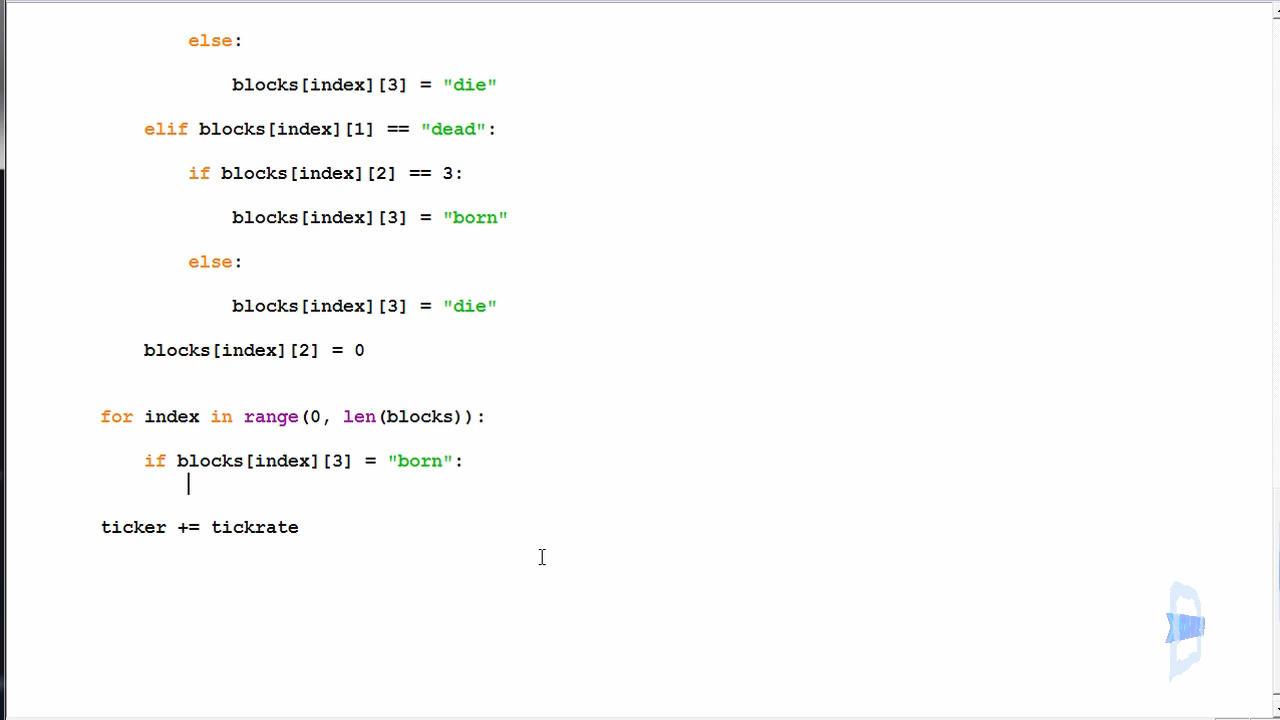 else:
blocks[index][3] = "die"
elif blocks[index][1] == "dead":
if blocks[index][2] == 3:
blocks[index][3] = "born"
else:
blocks[index][3] = "die"
blocks[index][2] = 0
for index in range(0, len(blocks)):
if blocks[index][3] = "born":
ticker += tickrate